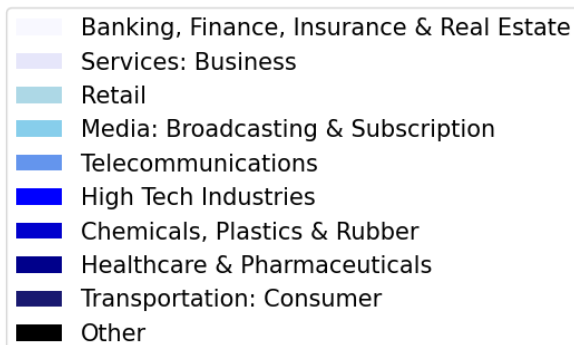 Banking, Finance, Insurance & Real Estate
Services: Business
Retail
Media: Broadcasting & Subscription
Telecommunications
High Tech Industries
Chemicals, Plastics & Rubber
Healthcare & Pharmaceuticals
Transportation: Consumer
Other